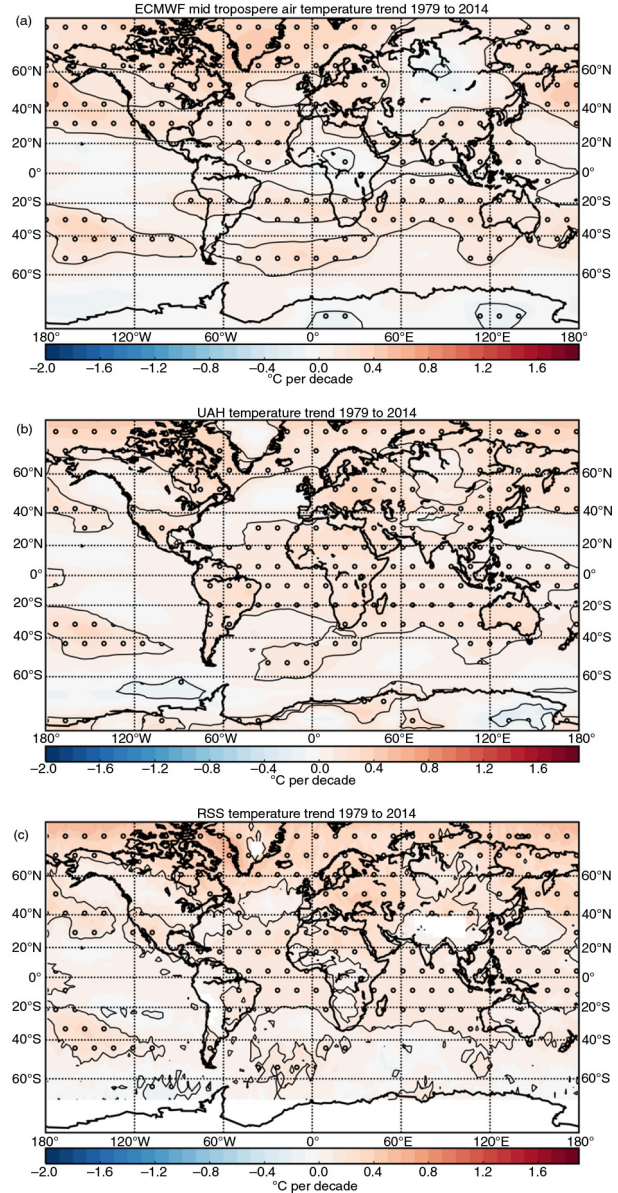 ECMWF mid tropospere air temperature trend 1979 to 2014
(a)
60°N 60°N
40°N 40°N
20°N 20°N
0° 0°
20°S 20°S
40°S 40°S
60°S 60°S
180° 120°W 60°W 0° 60°E 120°E 180°
−2.0 −1.6 −1.2 −0.8 −0.4 0.0 0.4 0.8 1.2 1.6
°C per decade
UAH temperature trend 1979 to 2014
(b)
60°N 60°N
40°N 40°N
20°N 20°N
0° 0°
20°S 20°S
40°S 40°S
60°S 60°S
180° 120°W 60°W 0° 60°E 120°E 180°
−2.0 −1.6 −1.2 −0.8 −0.4 0.0 0.4 0.8 1.2 1.6
°C per decade
RSS temperature trend 1979 to 2014
(c)
60°N 60°N
40°N 40°N
20°N 20°N
0° 0°
20°S 20°S
40°S 40°S
60°S 60°S
180° 120°W 60°W 0° 60°E 120°E 180°
−2.0 −1.6 −1.2 −0.8 −0.4 0.0 0.4 0.8 1.2 1.6
°C per decade